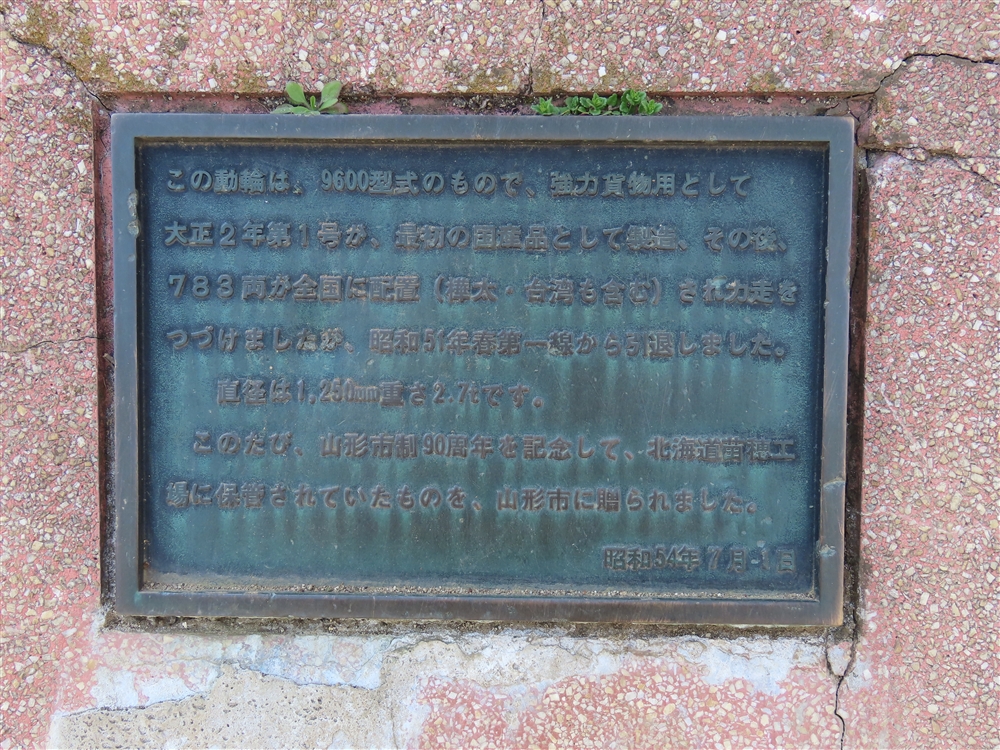 この動輪は、9600型式のもので、強力貨物用として
大正2年第1号が、最初の国産品として製造、その後、
783両が全国に配置（樺太・台湾も含む）され力走を
つづけましたが、昭和51年春第一線から引退しました。
直径は1,250mm重さ2.7tです。
このたび、山形市制90周年を記念して、北海道苗穂工
場に保管されていたものを、山形市に贈られました。
昭和54年7月1日